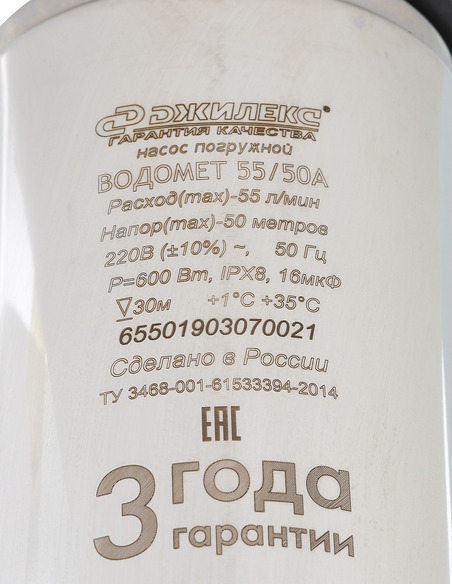 ДЖИЛЕКС®
ГАРАНТИЯ КАЧЕСТВА
насос погружной
ВОДОМЕТ 55/50А
Расход(max)-55 л/мин
Напор(max)-50 метров
220В (±10%) ~, 50 Гц
P=600 Вт, IPX8, 16мкФ
▽30м +1°C +35°C
65501903070021
Сделано в России
ТУ 3468-001-61533394-2014
ЕАС
3 года
гарантии